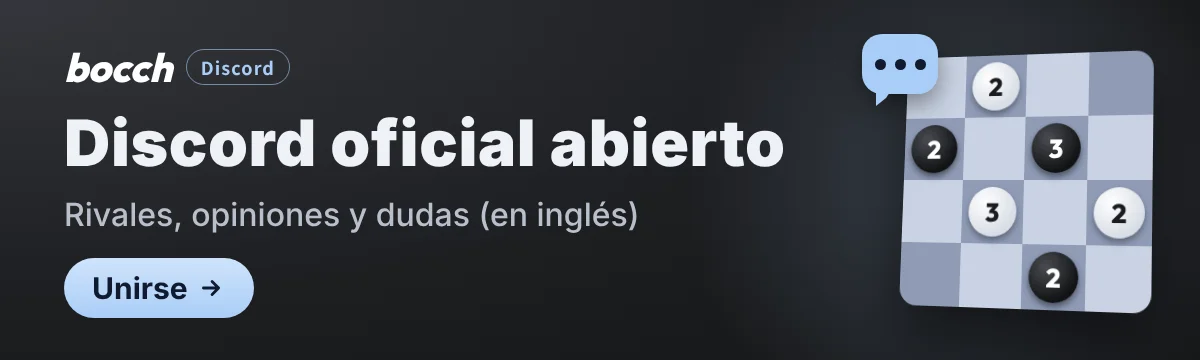 bocch Discord
Discord oficial abierto
Rivales, opiniones y dudas (en inglés)
Unirse →
2
2 3
3 2
2